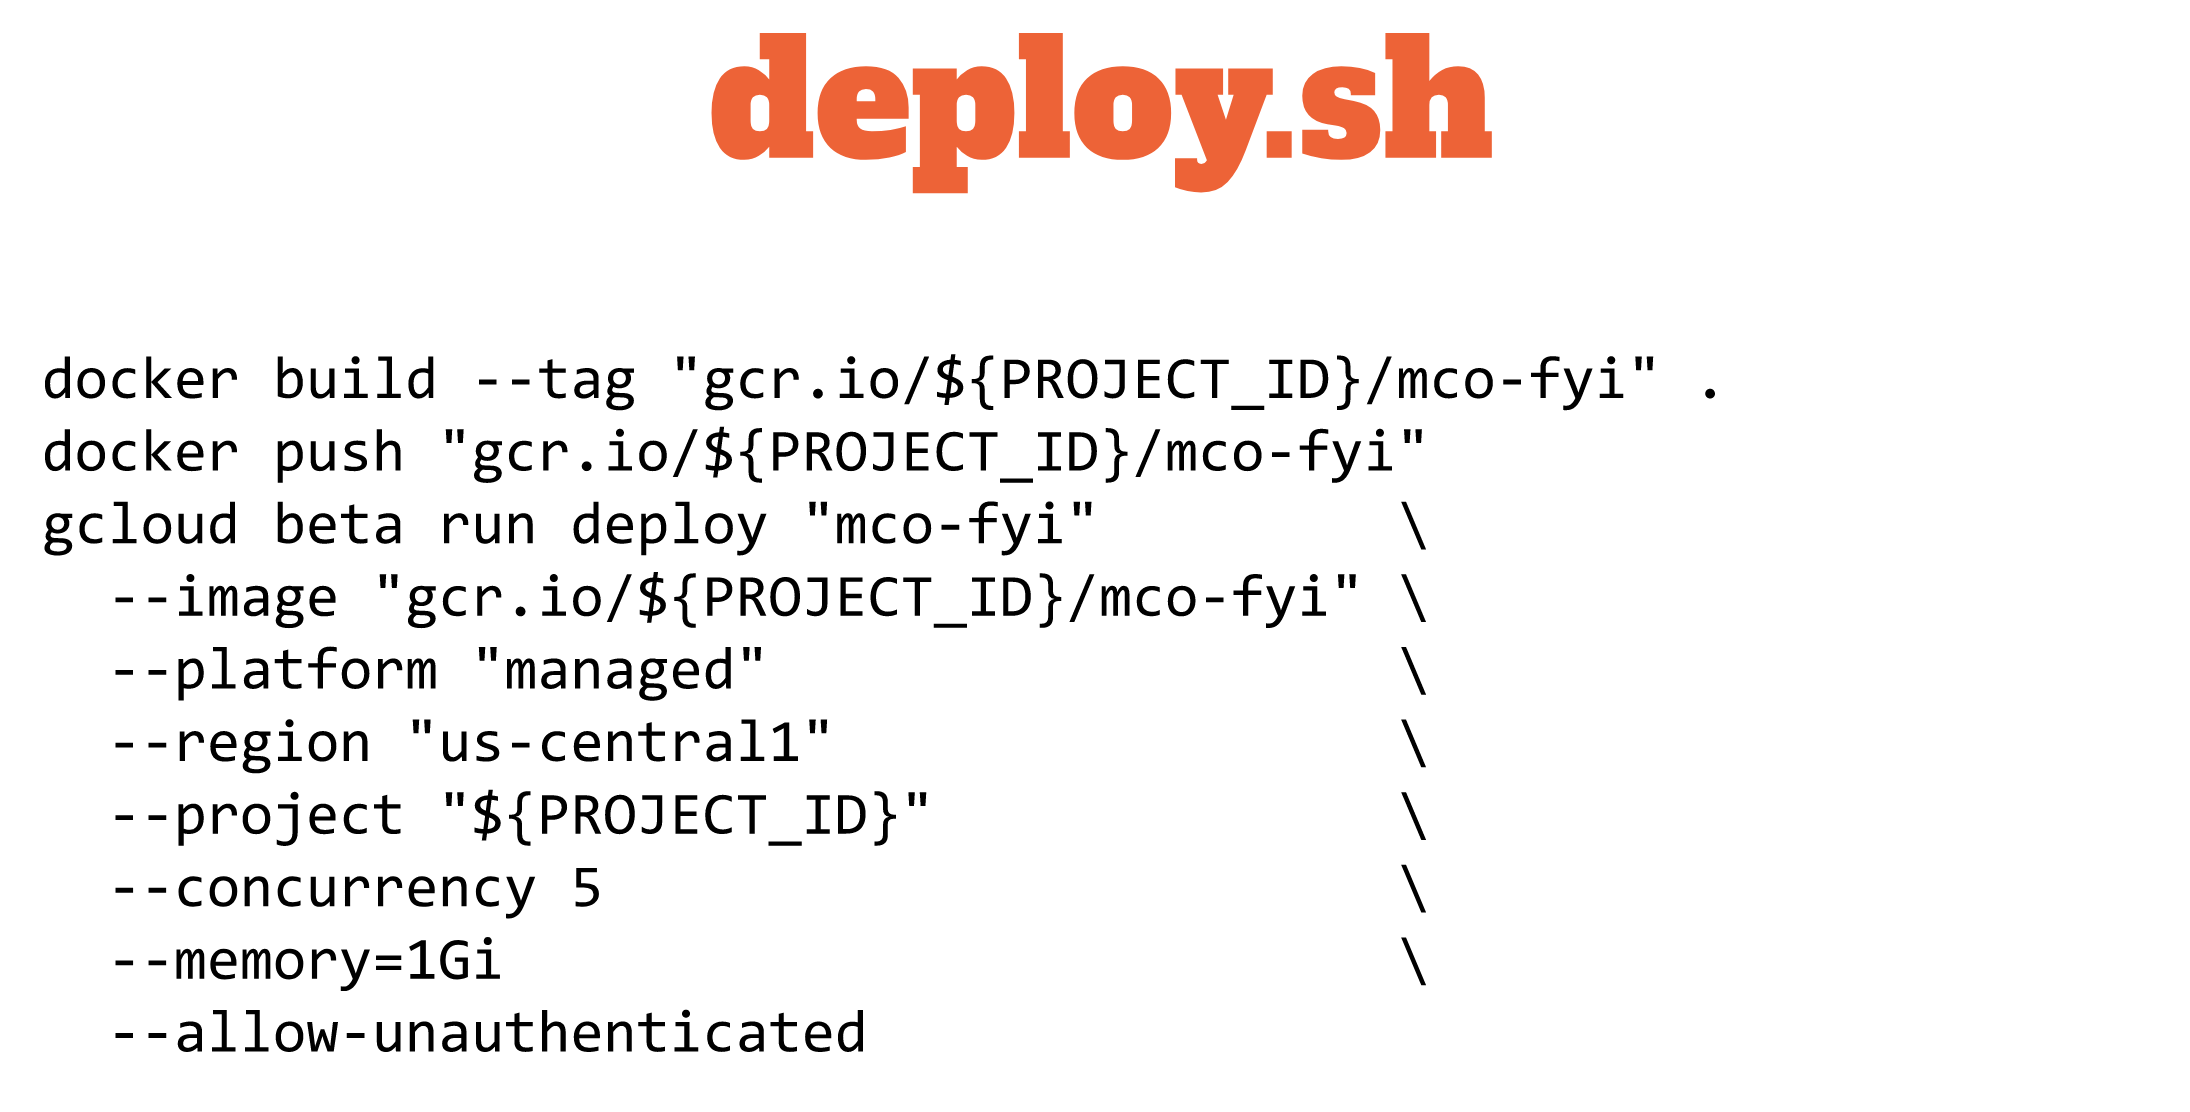 deploy.sh
docker build --tag "gcr.io/${PROJECT_ID}/mco-fyi" .
docker push "gcr.io/${PROJECT_ID}/mco-fyi"
gcloud beta run deploy "mco-fyi"         \
  --image "gcr.io/${PROJECT_ID}/mco-fyi" \
  --platform "managed"                   \
  --region "us-central1"                 \
  --project "${PROJECT_ID}"              \
  --concurrency 5                        \
  --memory=1Gi                           \
  --allow-unauthenticated